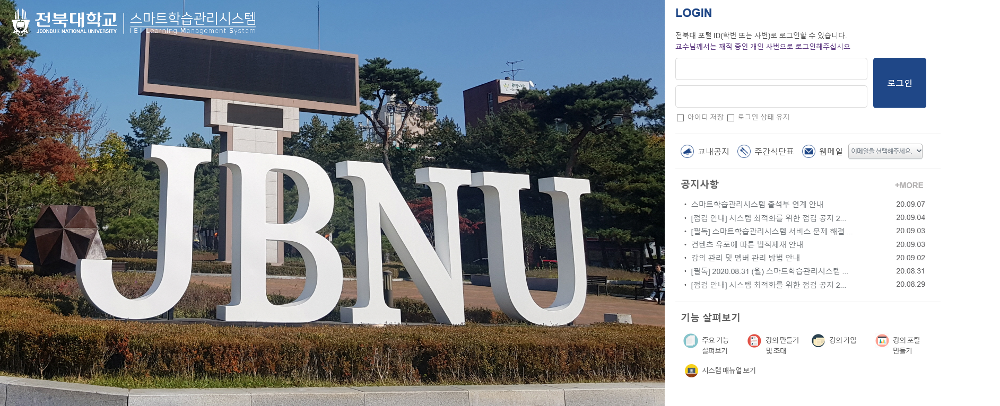 전북대학교
JEONBUK NATIONAL UNIVERSITY
스마트학습관리시스템
IEI Learning Management System
JBNU
LOGIN
전북대 포털 ID(학번 또는 사번)로 로그인할 수 있습니다.
교수님께서는 재직 중인 개인 사번으로 로그인해주십시오
로그인
아이디 저장 로그인 상태 유지
교내공지 주간식단표 웹메일 이메일을 선택해주세요.
공지사항 +MORE
· 스마트학습관리시스템 출석부 연계 안내 20.09.07
· [점검 안내] 시스템 최적화를 위한 점검 공지 2... 20.09.04
· [필독] 스마트학습관리시스템 서비스 문제 해결 ... 20.09.03
· 컨텐츠 유포에 따른 법적제재 안내 20.09.03
· 강의 관리 및 멤버 관리 방법 안내 20.09.02
· [필독] 2020.08.31 (월) 스마트학습관리시스템 ... 20.08.31
· [점검 안내] 시스템 최적화를 위한 점검 공지 2... 20.08.29
기능 살펴보기
주요 기능
살펴보기
강의 만들기
및 초대
강의 가입
강의 포털
만들기
시스템 매뉴얼 보기